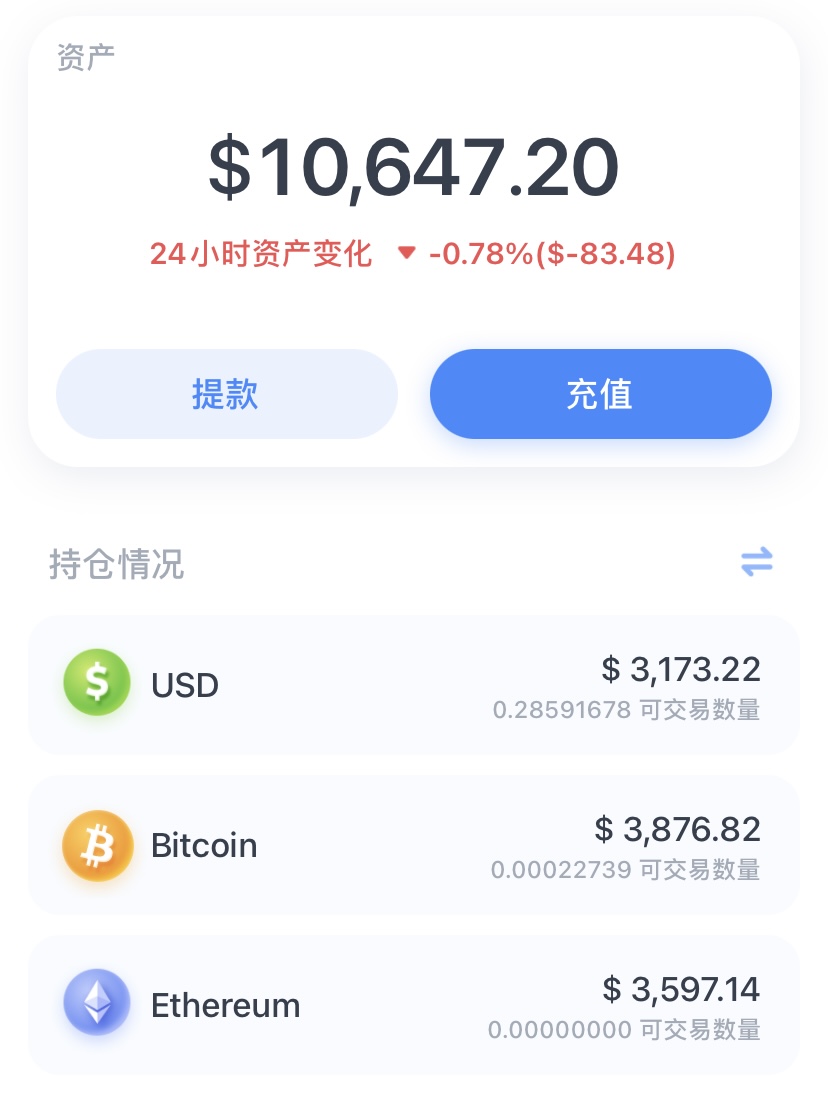 资产
$10,647.20
24小时资产变化 ▼ -0.78%($-83.48)
提款 充值
持仓情况
USD $ 3,173.22
0.28591678 可交易数量
Bitcoin $ 3,876.82
0.00022739 可交易数量
Ethereum $ 3,597.14
0.00000000 可交易数量